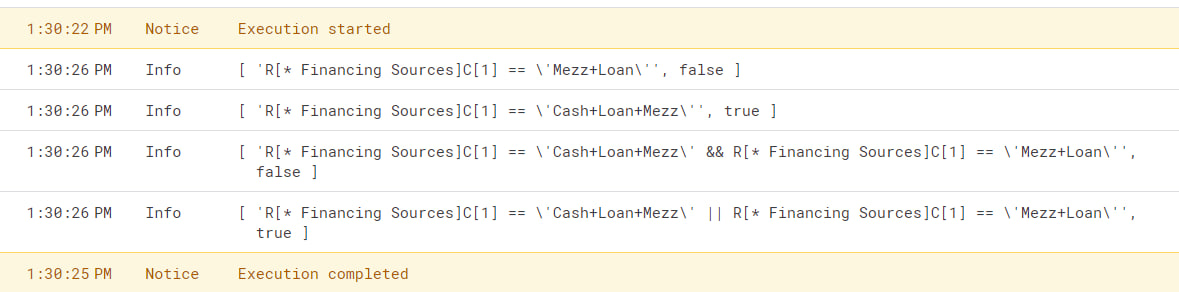 1:30:22 PM Notice Execution started
1:30:26 PM Info [ 'R[* Financing Sources]C[1] == \'Mezz+Loan\'', false ]
1:30:26 PM Info [ 'R[* Financing Sources]C[1] == \'Cash+Loan+Mezz\'', true ]
1:30:26 PM Info [ 'R[* Financing Sources]C[1] == \'Cash+Loan+Mezz\' && R[* Financing Sources]C[1] == \'Mezz+Loan\'',
false ]
1:30:26 PM Info [ 'R[* Financing Sources]C[1] == \'Cash+Loan+Mezz\' || R[* Financing Sources]C[1] == \'Mezz+Loan\'',
true ]
1:30:25 PM Notice Execution completed